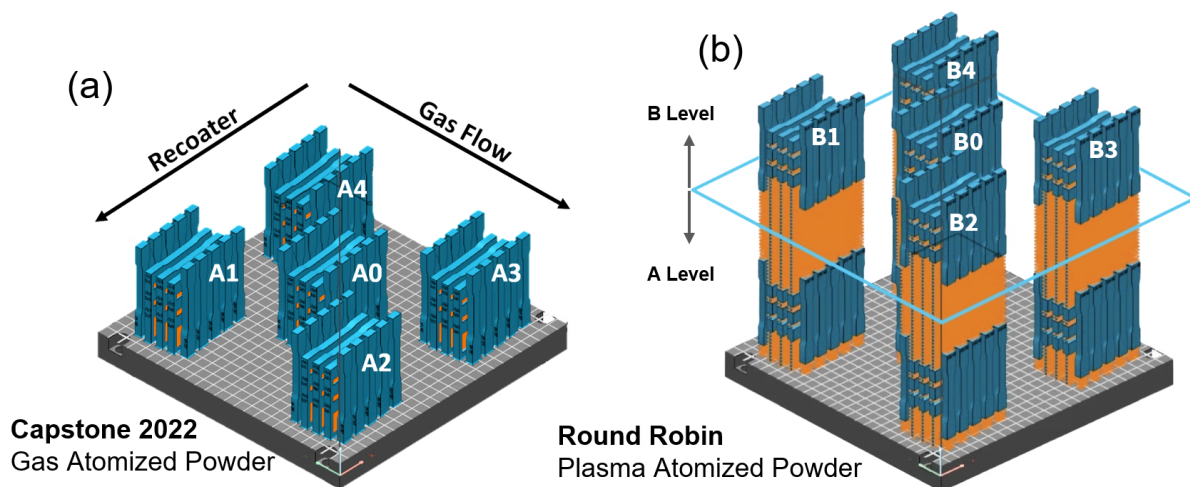 (a)
Recoater
Gas Flow
A4
A1
A0
A3
A2
Capstone 2022
Gas Atomized Powder
(b)
B Level
A Level
B4
B1
B0
B3
B2
Round Robin
Plasma Atomized Powder